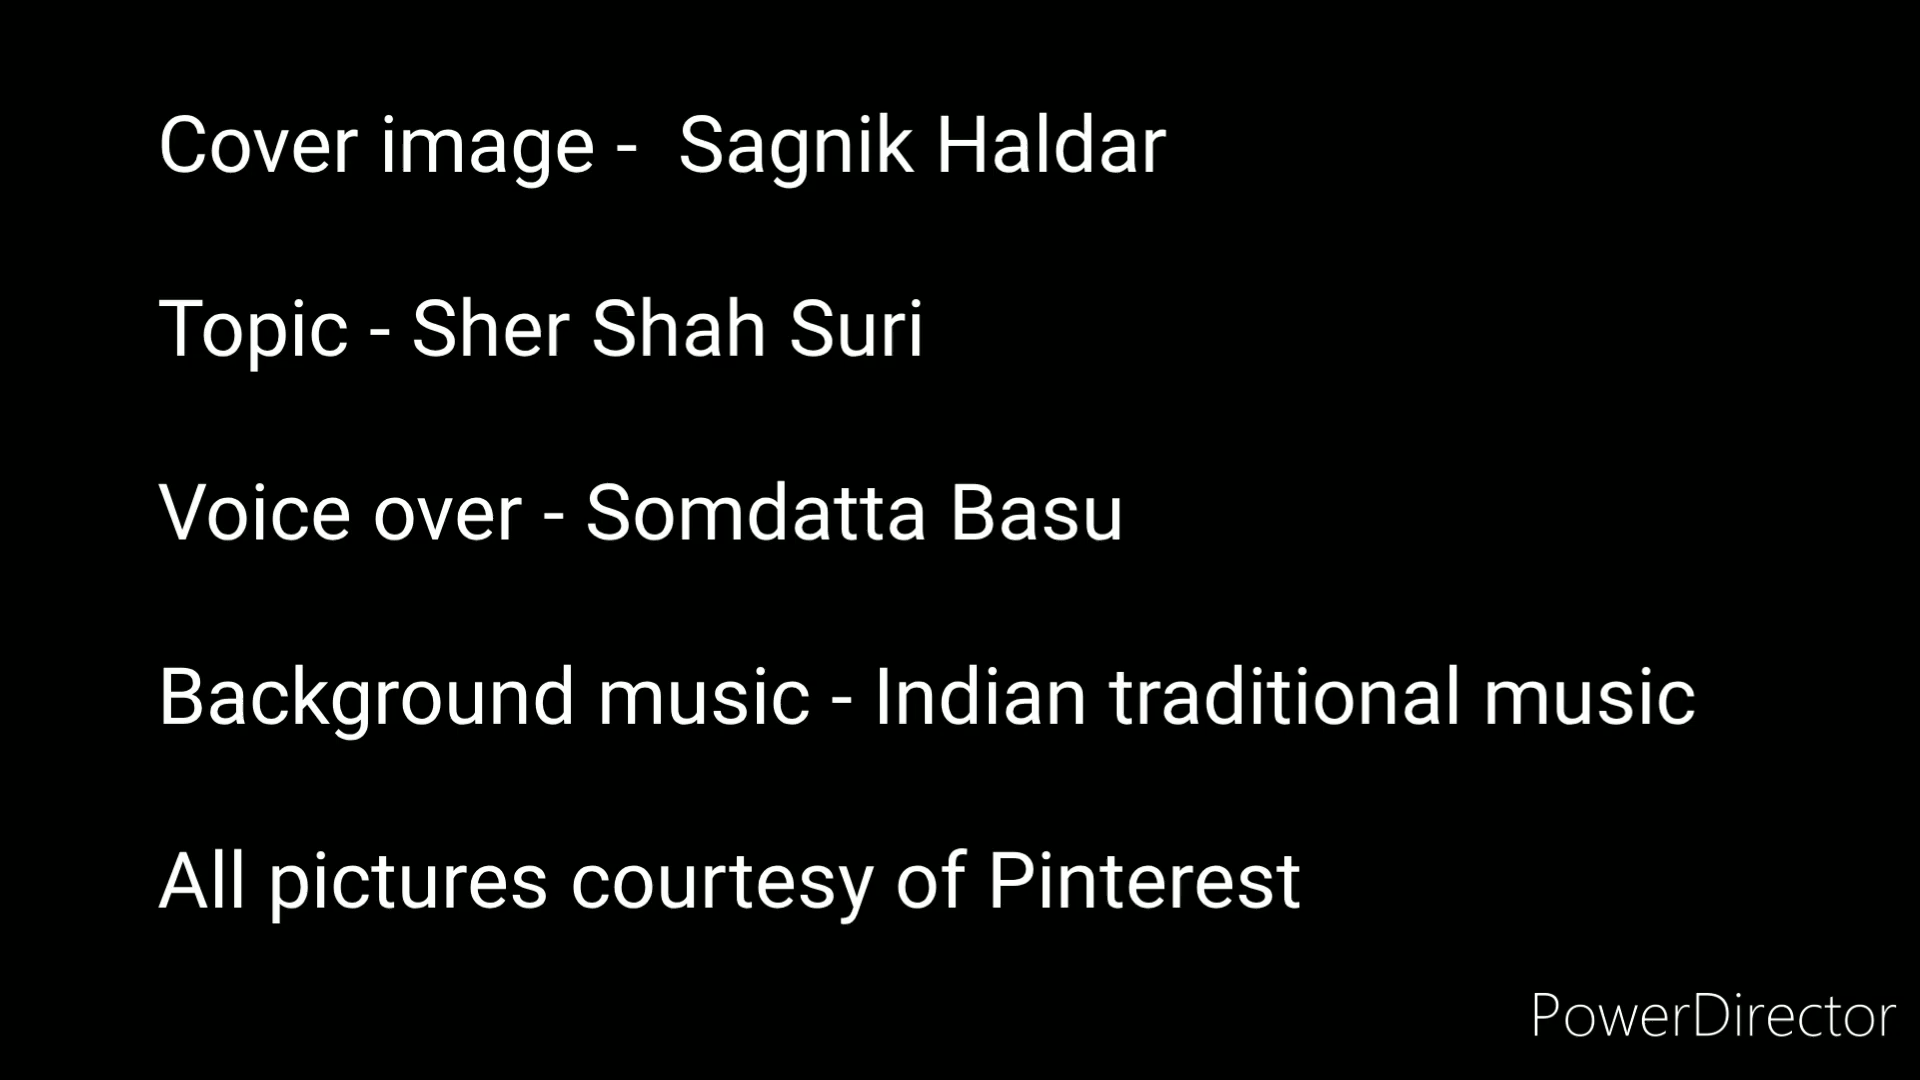 Cover image -  Sagnik Haldar
Topic - Sher Shah Suri
Voice over - Somdatta Basu
Background music - Indian traditional music
All pictures courtesy of Pinterest
PowerDirector